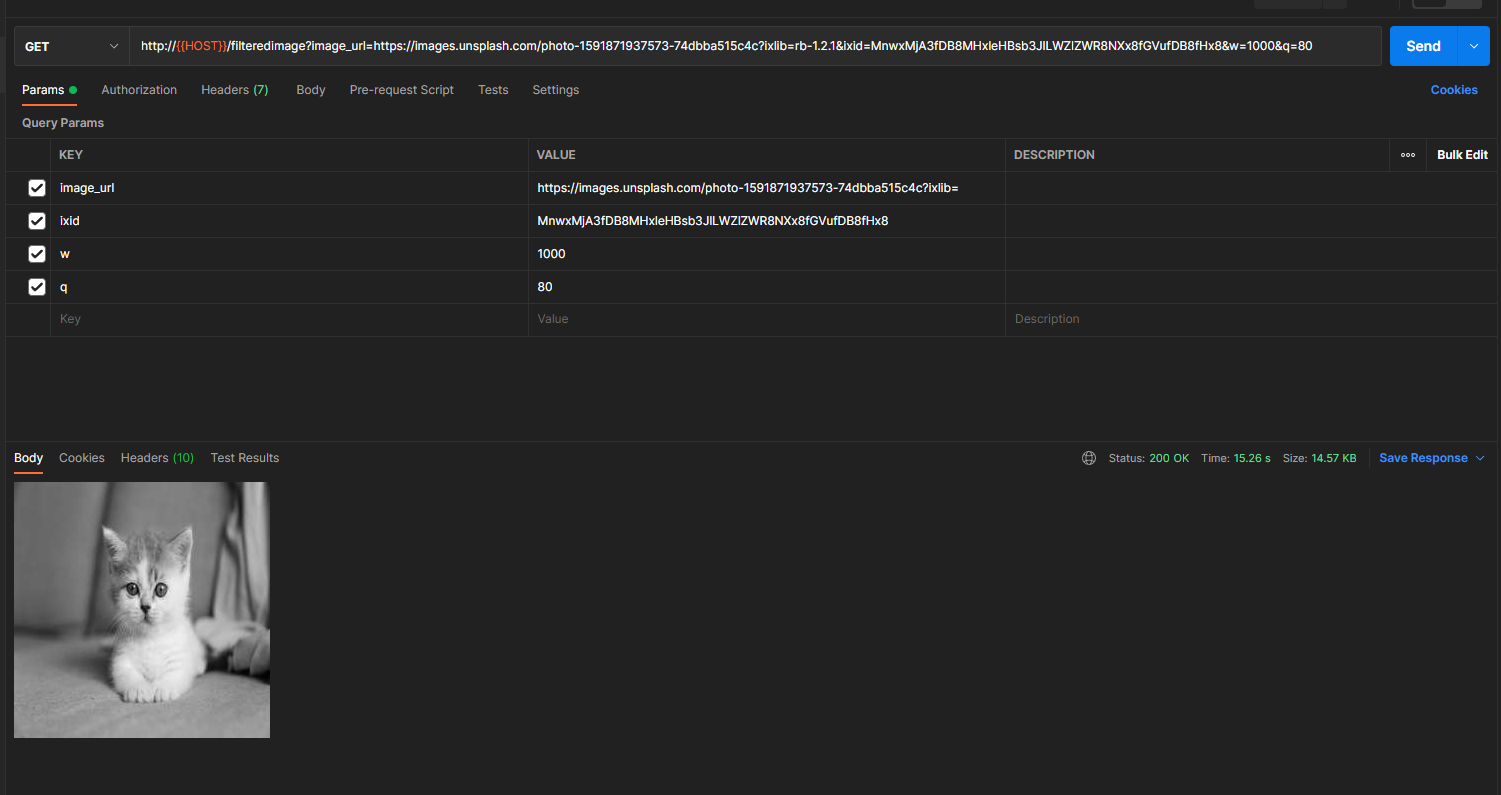 GET http://{{HOST}}/filteredimage?image_url=https://images.unsplash.com/photo-1591871937573-74dbba515c4c?ixlib=rb-1.2.1&ixid=MnwxMjA3fDB8MHxleHBsb3JlLWZlZWR8NXx8fGVufDB8fHx8&w=1000&q=80 Send
Params Authorization Headers (7) Body Pre-request Script Tests Settings Cookies
Query Params
KEY VALUE DESCRIPTION Bulk Edit
image_url https://images.unsplash.com/photo-1591871937573-74dbba515c4c?ixlib=
ixid MnwxMjA3fDB8MHxleHBsb3JlLWZlZWR8NXx8fGVufDB8fHx8
w 1000
q 80
Key Value Description
Body Cookies Headers (10) Test Results Status: 200 OK Time: 15.26 s Size: 14.57 KB Save Response